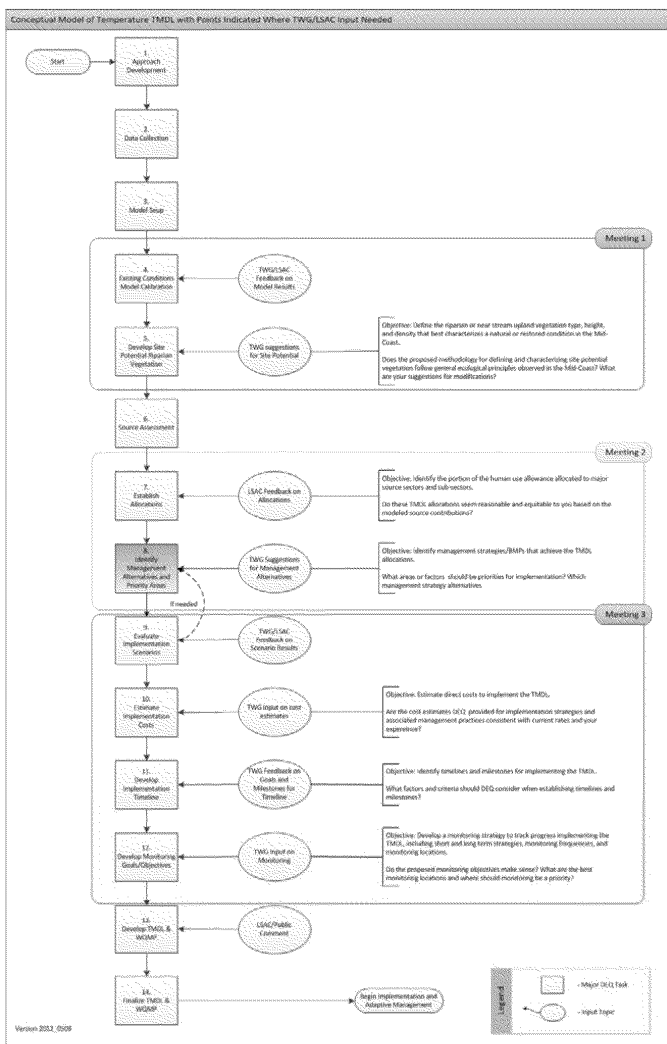 Conceptual Model of Temperature TMDL with Points Indicated Where TWG/LSAC Input Needed
Start
1.
Approach
Development
2.
Data Collection
3.
Model Setup
Meeting 1
4.
Existing Conditions
Model Calibration
TWG/LSAC
Feedback on
Model Results
5.
Develop Site
Potential Riparian
Vegetation
TWG suggestions
for Site Potential
Objective: Define the riparian or near stream upland vegetation type, height,
and density that best characterizes a natural or restored condition in the Mid-
Coast.
Does the proposed methodology for defining and characterizing site potential
vegetation follow general ecological principles observed in the Mid-Coast? What
are your suggestions for modifications?
6.
Source Assessment
Meeting 2
7.
Establish
Allocations
LSAC Feedback on
Allocations
Objective: Identify the portion of the human use allowance allocated to major
source sectors and sub-sectors.
Do these TMDL allocations seem reasonable and equitable to you based on the
modeled source contributions?
8.
Identify
Management
Alternatives and
Priority Areas
TWG Suggestions
for Management
Alternatives
Objective: Identify management strategies/BMPs that achieve the TMDL
allocations.
What areas or factors should be priorities for implementation? Which
management strategy alternatives
If needed
Meeting 3
9.
Evaluate
Implementation
Scenarios
TWG/LSAC
Feedback on
Scenario Results
10.
Estimate
Implementation
Costs
TWG input on cost
estimates
Objective: Estimate direct costs to implement the TMDL.
Are the cost estimates DEQ provided for implementation strategies and
associated management practices consistent with current rates and your
experience?
11.
Develop
Implementation
Timeline
TWG Feedback on
Goals and
Milestones for
Timeline
Objective: Identify timelines and milestones for implementing the TMDL.
What factors and criteria should DEQ consider when establishing timelines and
milestones?
12.
Develop Monitoring
Goals/Objectives
TWG Input on
Monitoring
Objective: Develop a monitoring strategy to track progress implementing the
TMDL, including short and long term strategies, monitoring frequences, and
monitoring locations.
Do the proposed monitoring objectives make sense? What are the best
monitoring locations and where should monitoring be a priority?
13.
Develop TMDL &
WQMP
LSAC/Public
Comment
14.
Finalize TMDL &
WQMP
Begin Implementation and
Adaptive Management
Legend
- Major DEQ Task
- Input Topic
Version 2012_0509